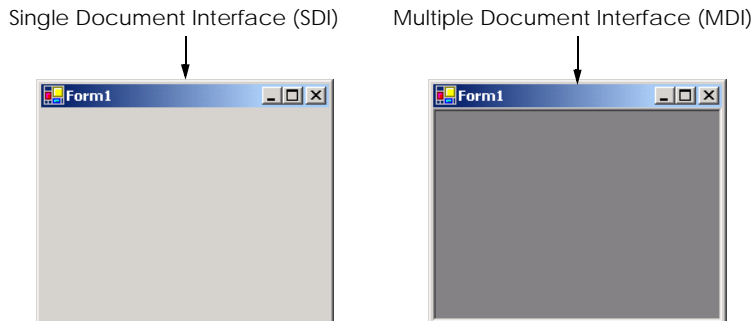 Single Document Interface (SDI)
Multiple Document Interface (MDI)
Form1
Form1